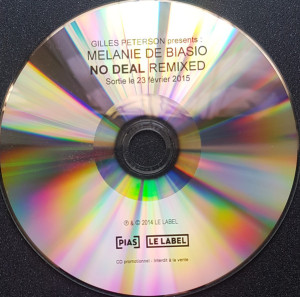 GILLES PETERSON presents :
MELANIE DE BIASIO
NO DEAL REMIXED
Sortie le 23 février 2015
℗ & © 2014 LE LABEL
[PIAS] LE LABEL
CD promotionnel - Interdit à la vente